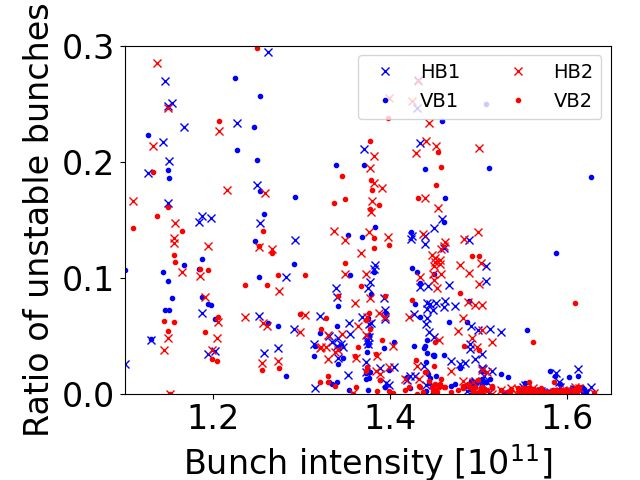 Ratio of unstable bunches
0.3
0.2
0.1
0.0
HB1
HB2
VB1
VB2
1.2
1.4
1.6
Bunch intensity [10¹¹]